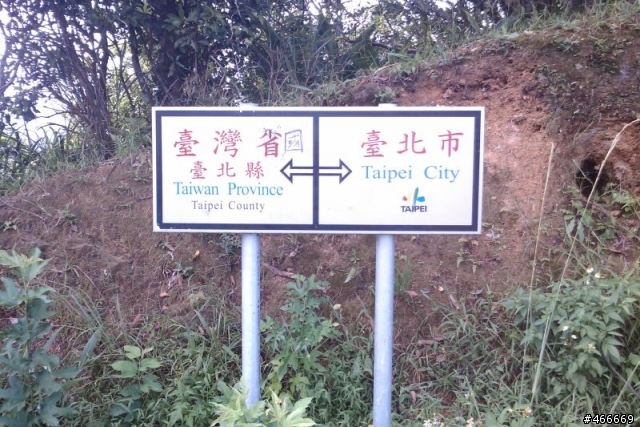 臺灣省
臺北縣
Taiwan Province
Taipei County
臺北市
Taipei City
TAIPEI
#466669